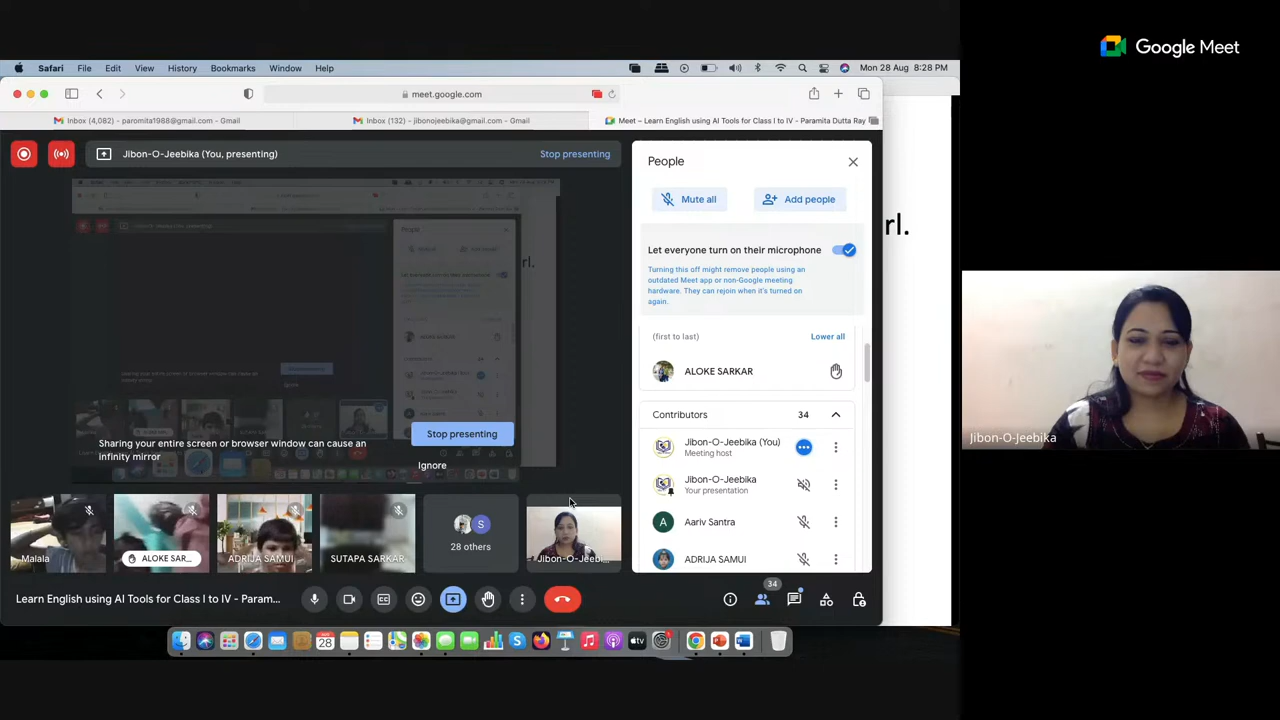 Google Meet
Safari File Edit View History Bookmarks Window Help Mon 28 Aug 8:28 PM
meet.google.com
Inbox (4,082) - paromita1988@gmail.com - Gmail
Inbox (132) - jibonojeebika@gmail.com - Gmail
Meet – Learn English using AI Tools for Class I to IV - Paramita Dutta Ray
Jibon-O-Jeebika (You, presenting)
Stop presenting
People
Mute all
Add people
rl.
Let everyone turn on their microphone
Turning this off might remove people using an
outdated Meet app or non-Google meeting
hardware. They can rejoin when it's turned on
again.
(first to last)
Lower all
ALOKE SARKAR
Contributors 34
Jibon-O-Jeebika (You)
Meeting host
Jibon-O-Jeebika
Your presentation
A Aariv Santra
ADRIJA SAMUI
People
rl.
Stop presenting
Sharing your entire screen or browser window can cause an
infinity mirror
Ignore
Malala
ALOKE SAR...
ADRIJA SAMUI
SUTAPA SARKAR
S
28 others
Jibon-O-Jeebi...
34
Learn English using AI Tools for Class I to IV - Param...
AUG
28
tv
Jibon-O-Jeebika